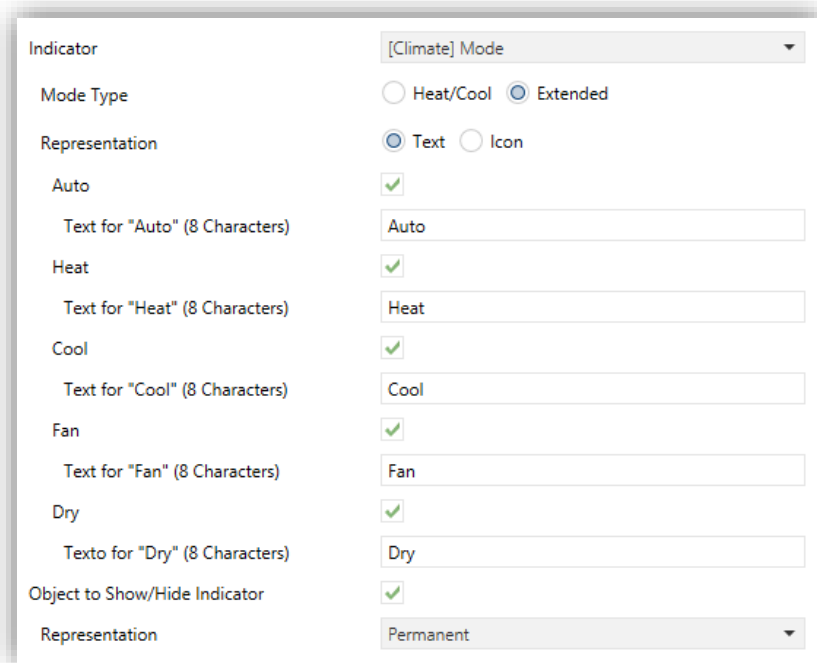 Indicator [Climate] Mode
Mode Type Heat/Cool Extended
Representation Text Icon
Auto
Text for "Auto" (8 Characters) Auto
Heat
Text for "Heat" (8 Characters) Heat
Cool
Text for "Cool" (8 Characters) Cool
Fan
Text for "Fan" (8 Characters) Fan
Dry
Texto for "Dry" (8 Characters) Dry
Object to Show/Hide Indicator
Representation Permanent